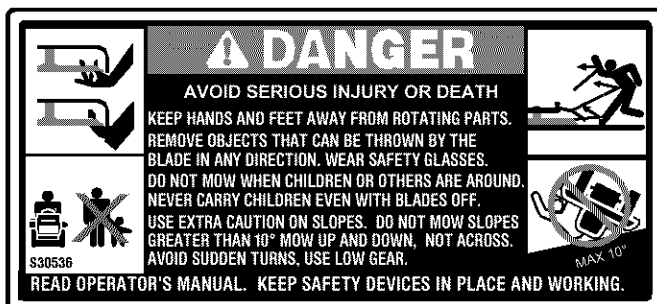 DANGER
AVOID SERIOUS INJURY OR DEATH
KEEP HANDS AND FEET AWAY FROM ROTATING PARTS.
REMOVE OBJECTS THAT CAN BE THROWN BY THE
BLADE IN ANY DIRECTION. WEAR SAFETY GLASSES.
DO NOT MOW WHEN CHILDREN OR OTHERS ARE AROUND.
NEVER CARRY CHILDREN EVEN WITH BLADES OFF.
USE EXTRA CAUTION ON SLOPES. DO NOT MOW SLOPES
GREATER THAN 10° MOW UP AND DOWN, NOT ACROSS.
AVOID SUDDEN TURNS, USE LOW GEAR.
S30536
MAX 10°
READ OPERATOR'S MANUAL. KEEP SAFETY DEVICES IN PLACE AND WORKING.